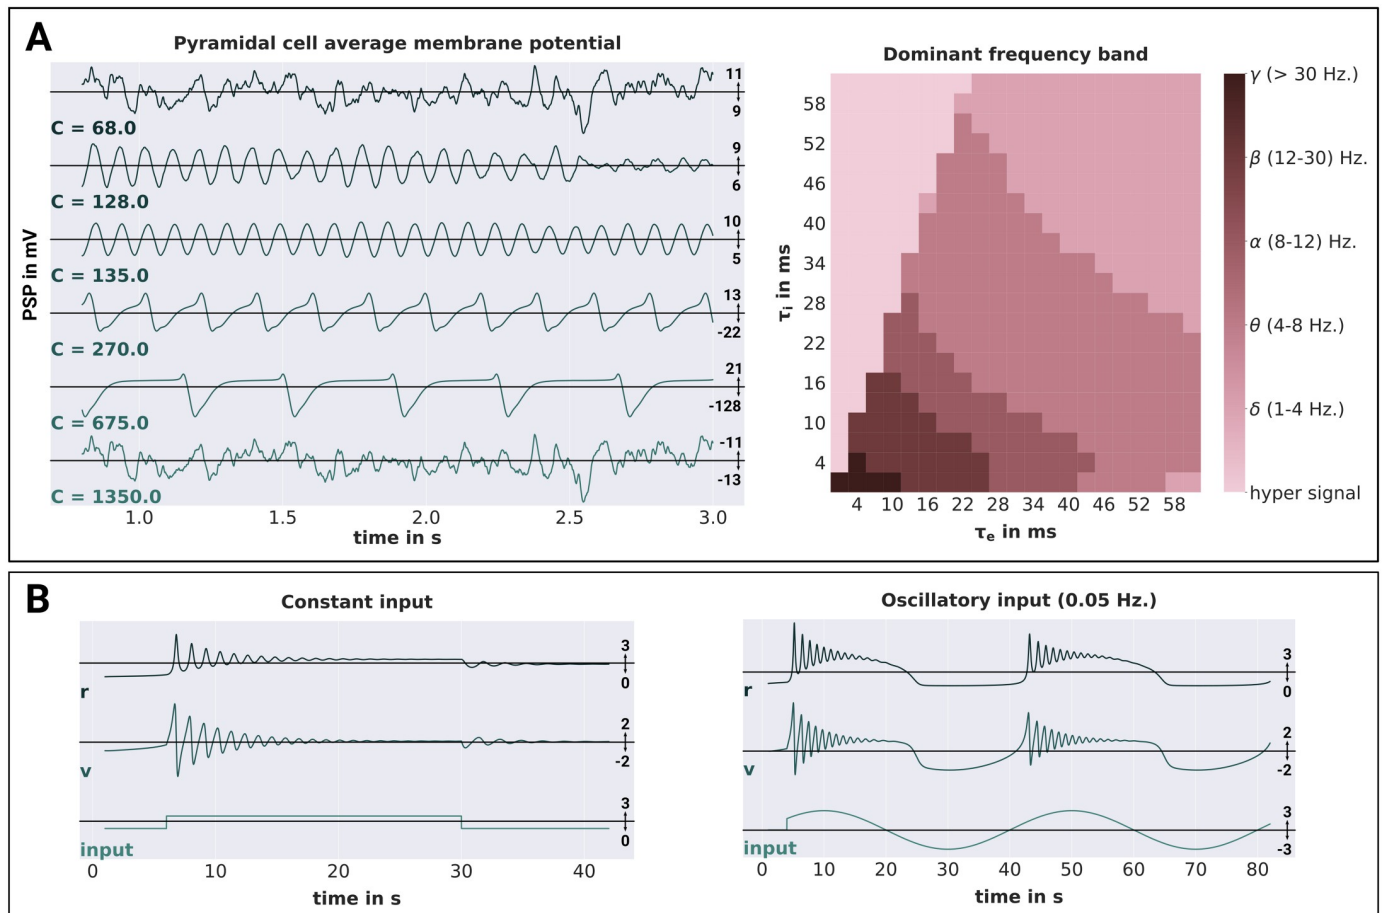 A
Pyramidal cell average membrane potential
PSP in mV
11
9
C = 68.0
9
6
C = 128.0
10
5
C = 135.0
13
-22
C = 270.0
21
-128
C = 675.0
-11
-13
C = 1350.0
1.0 1.5 2.0 2.5 3.0
time in s
Dominant frequency band
τi in ms
58
52
46
40
34
28
22
16
10
4
4 10 16 22 28 34 40 46 52 58
τe in ms
γ (> 30 Hz.)
β (12-30) Hz.
α (8-12) Hz.
θ (4-8 Hz.)
δ (1-4 Hz.)
hyper signal
B
Constant input
3
0
r
2
-2
v
3
0
input
0 10 20 30 40
time in s
Oscillatory input (0.05 Hz.)
3
0
r
2
-2
v
3
-3
input
0 10 20 30 40 50 60 70 80
time in s